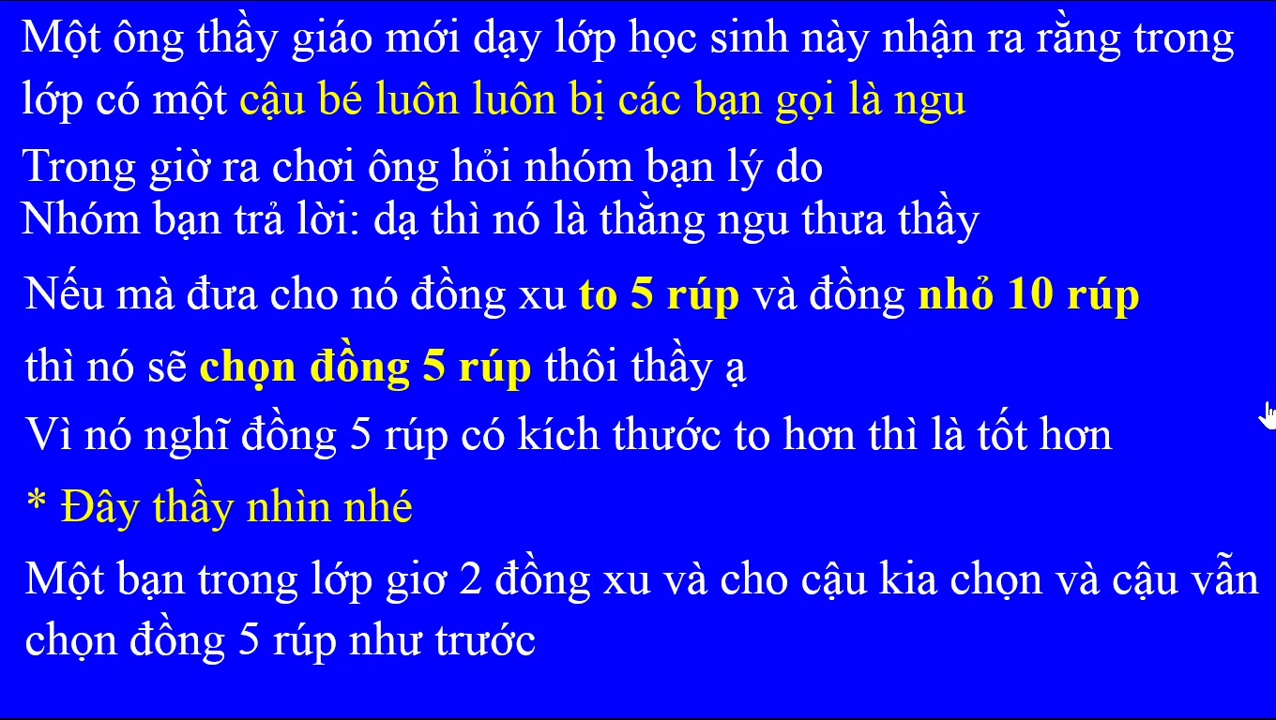 Một ông thầy giáo mới dạy lớp học sinh này nhận ra rằng trong
lớp có một cậu bé luôn luôn bị các bạn gọi là ngu
Trong giờ ra chơi ông hỏi nhóm bạn lý do
Nhóm bạn trả lời: dạ thì nó là thằng ngu thưa thầy
Nếu mà đưa cho nó đồng xu to 5 rúp và đồng nhỏ 10 rúp
thì nó sẽ chọn đồng 5 rúp thôi thầy ạ
Vì nó nghĩ đồng 5 rúp có kích thước to hơn thì là tốt hơn
* Đây thầy nhìn nhé
Một bạn trong lớp giơ 2 đồng xu và cho cậu kia chọn và cậu vẫn
chọn đồng 5 rúp như trước